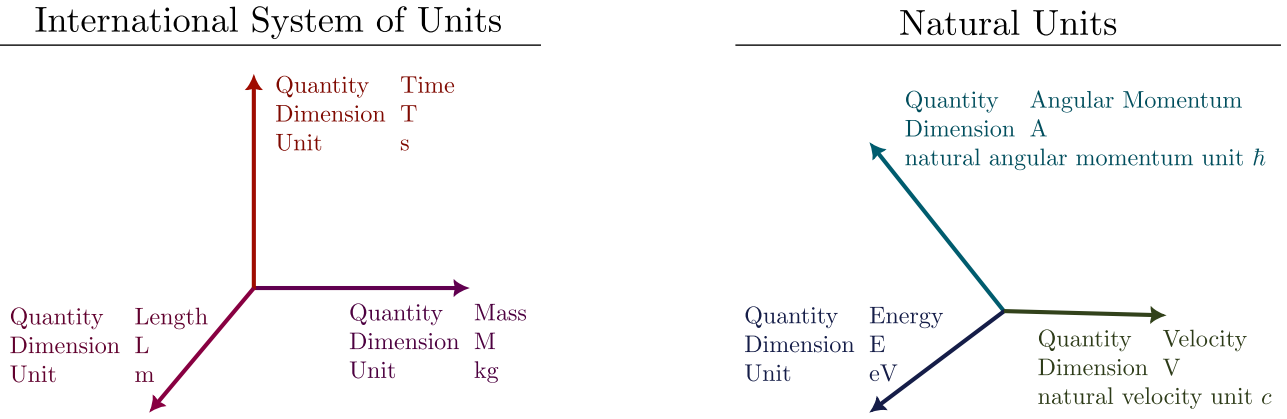 International System of Units
Quantity Time
Dimension T
Unit s
Quantity Length
Dimension L
Unit m
Quantity Mass
Dimension M
Unit kg
Natural Units
Quantity Angular Momentum
Dimension A
natural angular momentum unit ℏ
Quantity Energy
Dimension E
Unit eV
Quantity Velocity
Dimension V
natural velocity unit c